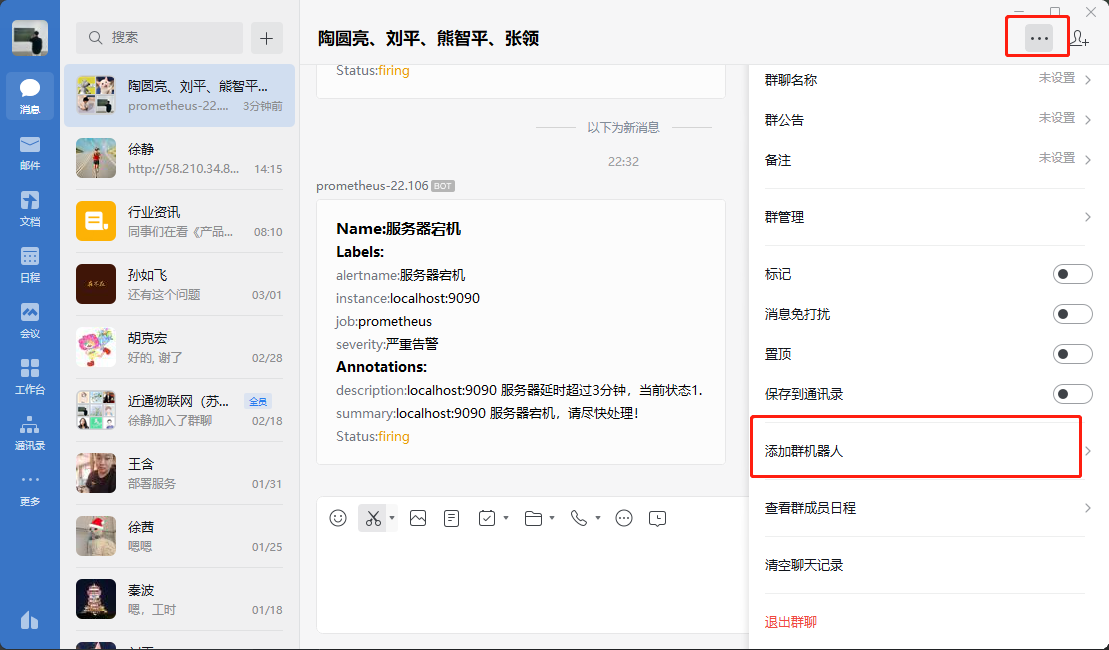 消息
邮件
文档
日程
会议
工作台
通讯录
更多
搜索
陶圆亮、刘平、熊智平...
prometheus-22.... 3分钟前
徐静
http://58.210.34.8... 14:15
行业资讯
同事们在看《产品... 08:10
孙如飞
还有这个问题 03/01
胡克宏
好的, 谢了 02/28
近通物联网（苏... 全员
徐静加入了群聊 02/18
王含
部署服务 01/31
徐茜
嗯嗯 01/25
秦波
嗯，工时 01/18
陶圆亮、刘平、熊智平、张领
Status:firing
以下为新消息
22:32
prometheus-22.106 BOT
Name:服务器宕机
Labels:
alertname:服务器宕机
instance:localhost:9090
job:prometheus
severity:严重告警
Annotations:
description:localhost:9090 服务器延时超过3分钟，当前状态1.
summary:localhost:9090 服务器宕机，请尽快处理！
Status:firing
群聊名称 未设置
群公告 未设置
备注 未设置
群管理
标记
消息免打扰
置顶
保存到通讯录
添加群机器人
查看群成员日程
清空聊天记录
退出群聊